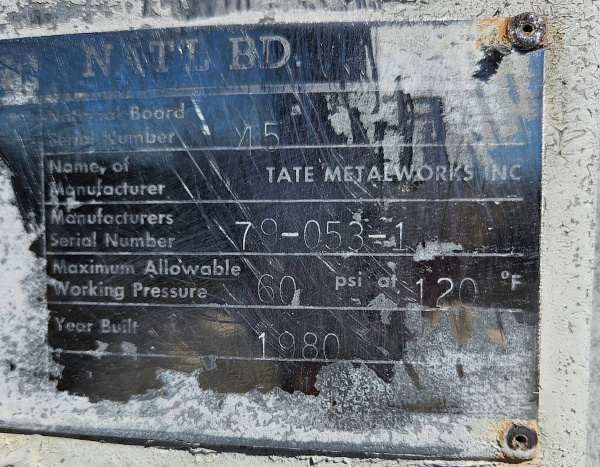 NAT'L BD.
National Board
Serial Number 45
Name of
Manufacturer TATE METALWORKS INC
Manufacturers
Serial Number 79-053-1
Maximum Allowable
Working Pressure 60 psi at 120 °F
Year Built 1980